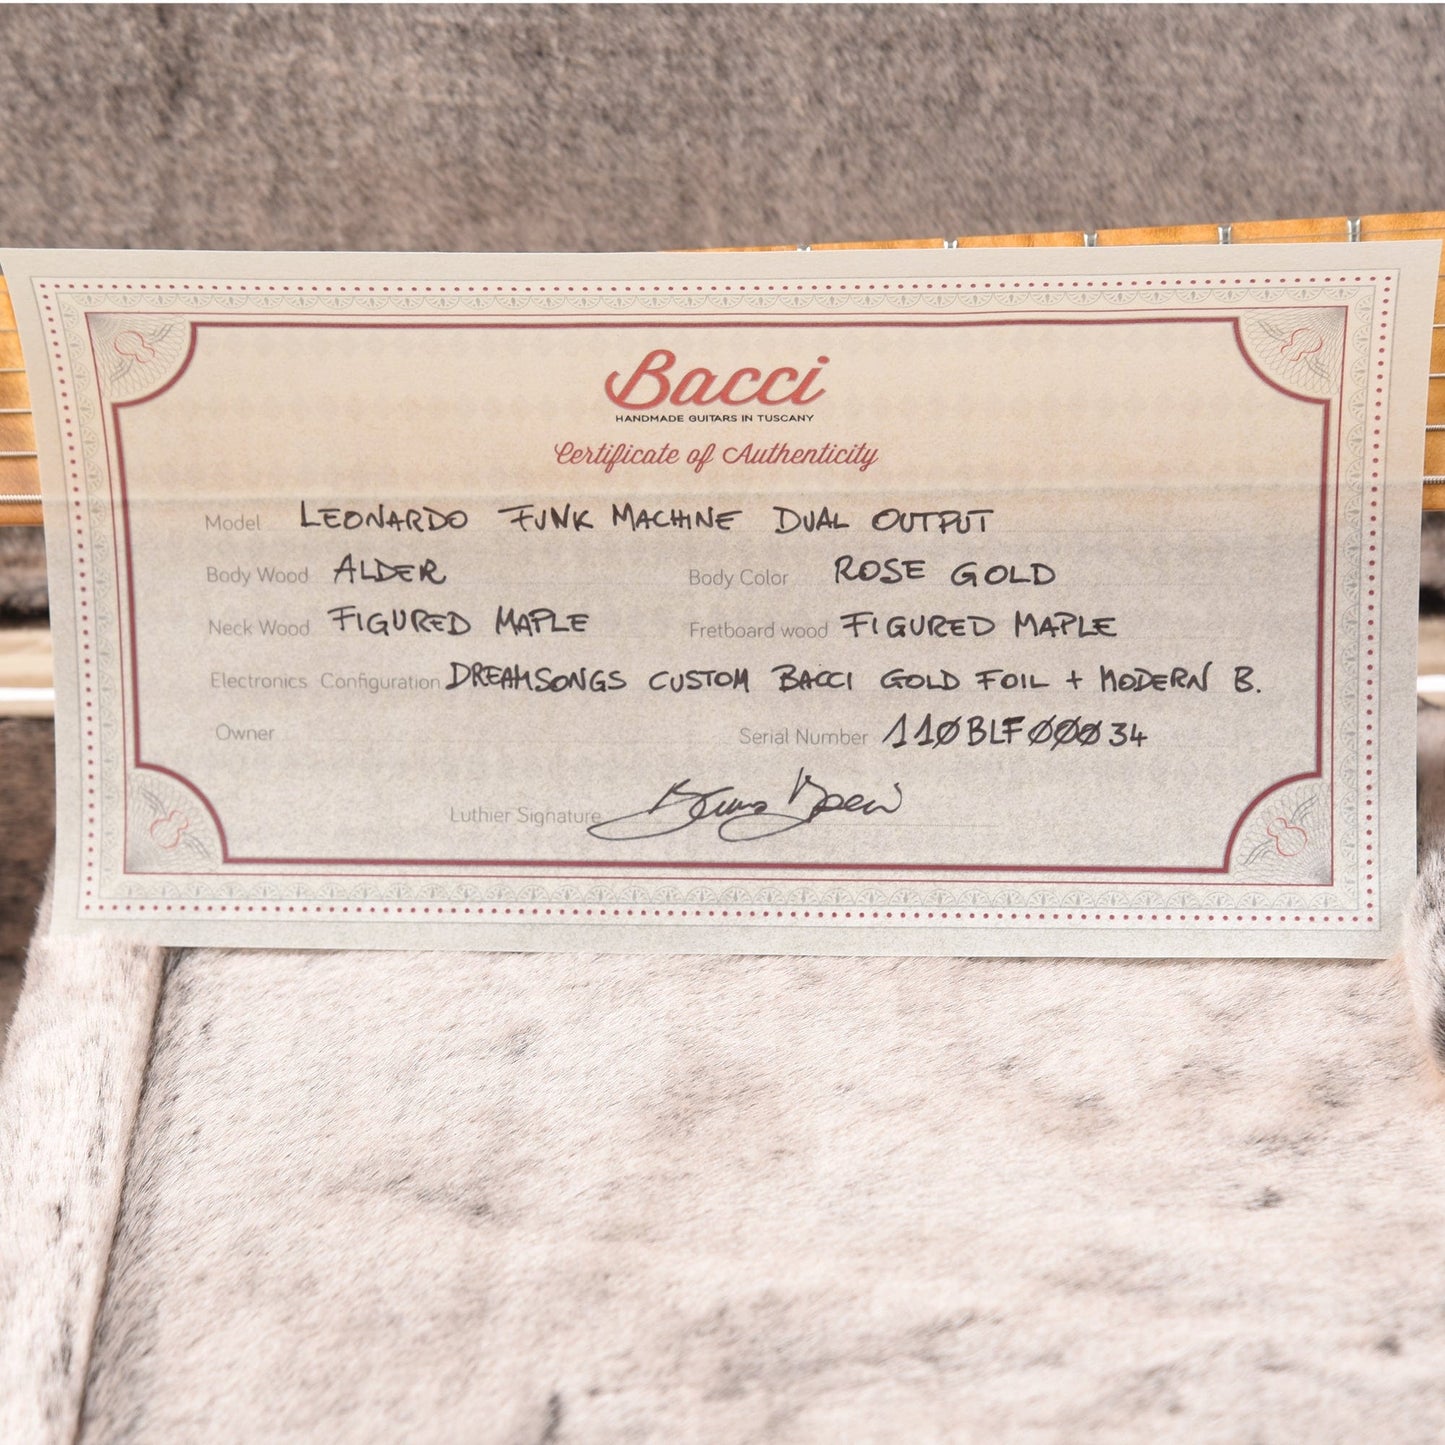 Bacci
HANDMADE GUITARS IN TUSCANY
Certificate of Authenticity
Model LEONARDO FUNK MACHINE DUAL OUTPUT
Body Wood ALDER Body Color ROSE GOLD
Neck Wood FIGURED MAPLE Fretboard wood FIGURED MAPLE
Electronics Configuration DREAMSONGS CUSTOM BACCI GOLD FOIL + MODERN B.
Owner Serial Number 110BLF00034
Luthier Signature Bruno Bacci